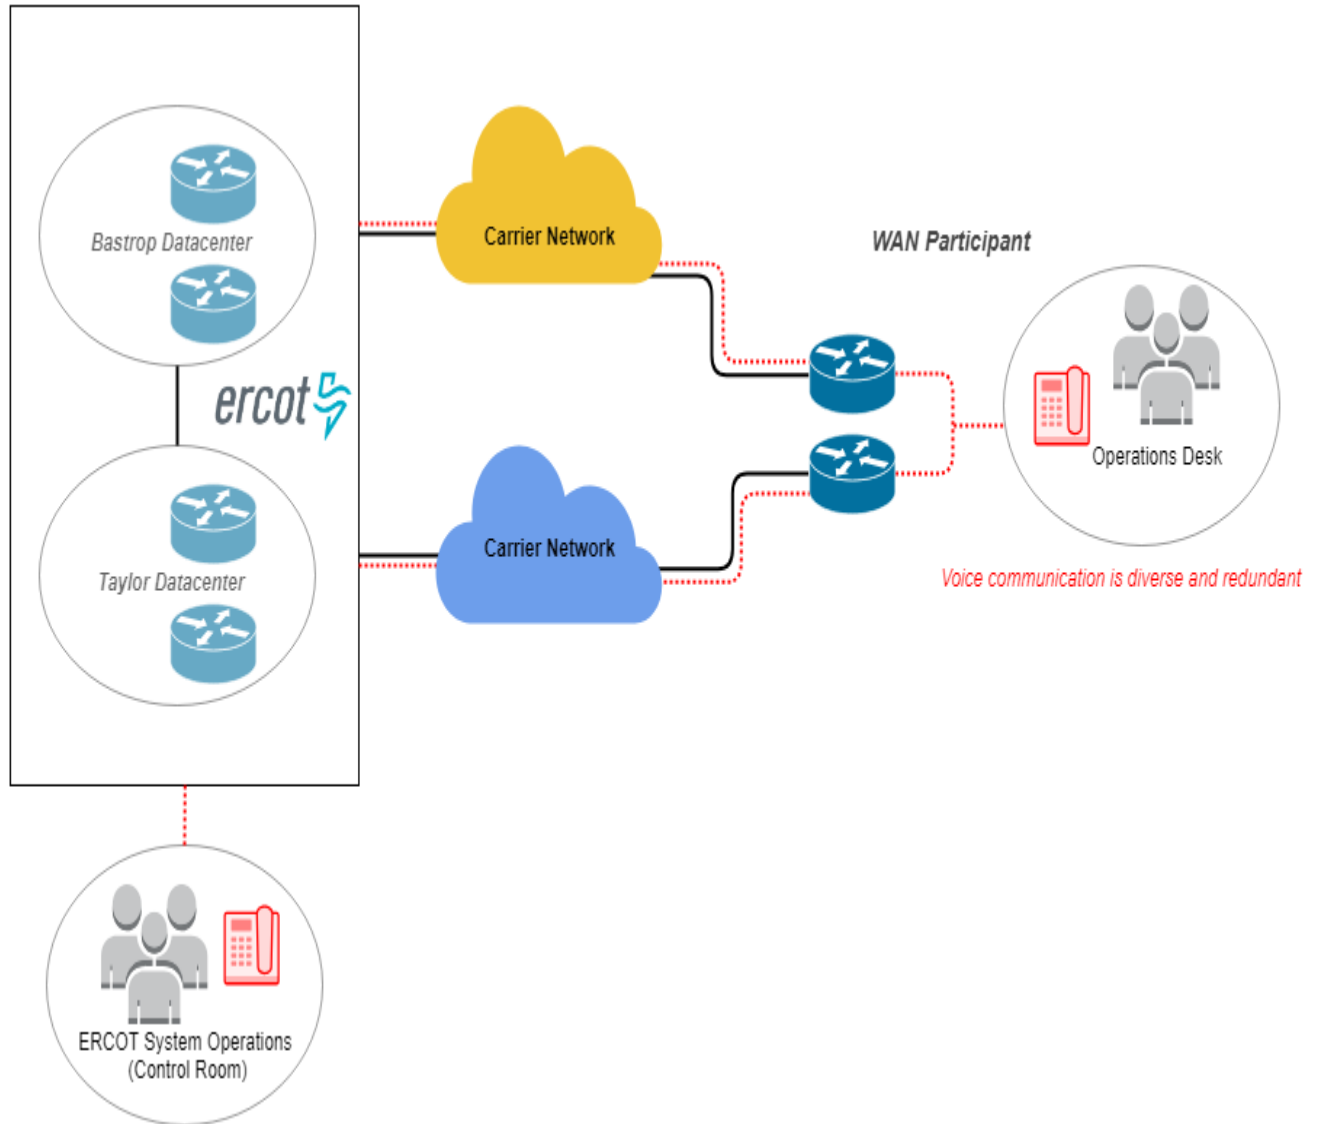 Bastrop Datacenter
Carrier Network
WAN Participant
ercot
Operations Desk
Carrier Network
Taylor Datacenter
Voice communication is diverse and redundant
ERCOT System Operations
(Control Room)